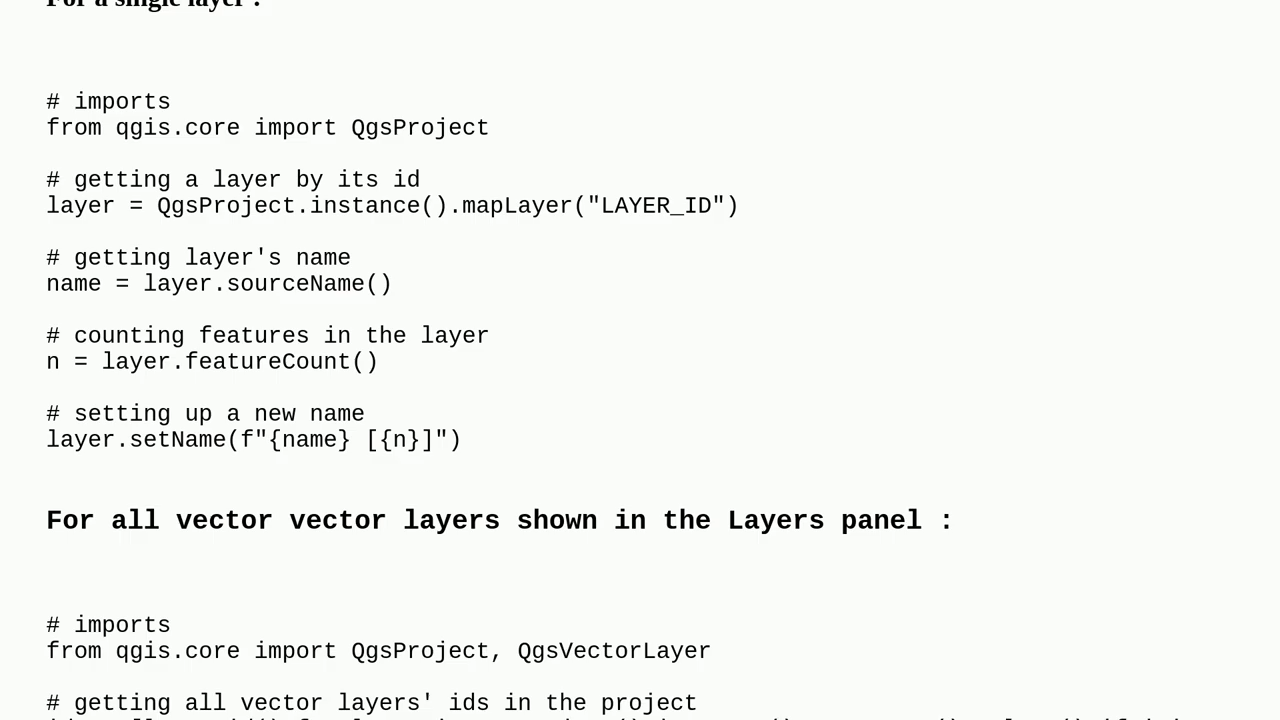 For a single layer :
# imports
from qgis.core import QgsProject
# getting a layer by its id
layer = QgsProject.instance().mapLayer("LAYER_ID")
# getting layer's name
name = layer.sourceName()
# counting features in the layer
n = layer.featureCount()
# setting up a new name
layer.setName(f"{name} [{n}]")
For all vector vector layers shown in the Layers panel :
# imports
from qgis.core import QgsProject, QgsVectorLayer
# getting all vector layers' ids in the project